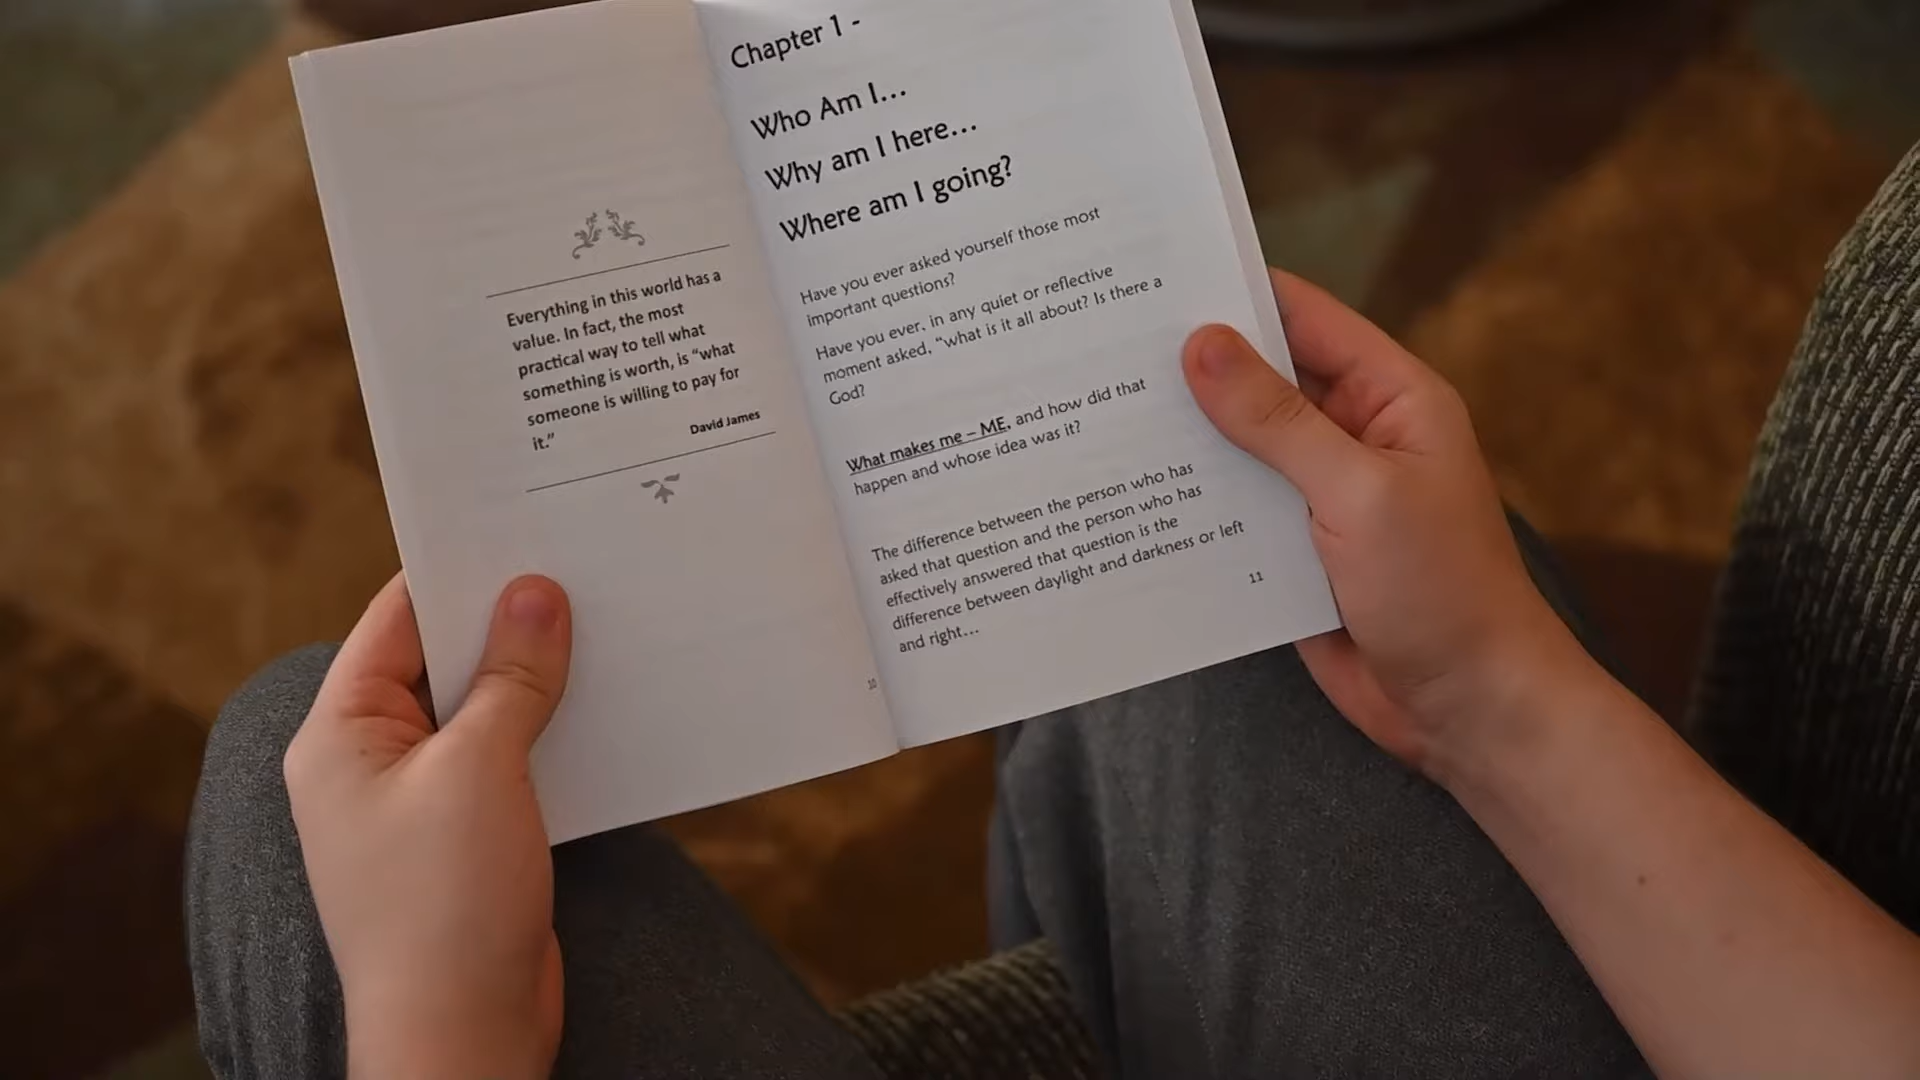 Everything in this world has a
value. In fact, the most
practical way to tell what
something is worth, is “what
someone is willing to pay for
it.”
David James
10
Chapter 1 -
Who Am I...
Why am I here...
Where am I going?
Have you ever asked yourself those most
important questions?
Have you ever, in any quiet or reflective
moment asked, “what is it all about? Is there a
God?
What makes me – ME, and how did that
happen and whose idea was it?
The difference between the person who has
asked that question and the person who has
effectively answered that question is the
difference between daylight and darkness or left
and right...
11